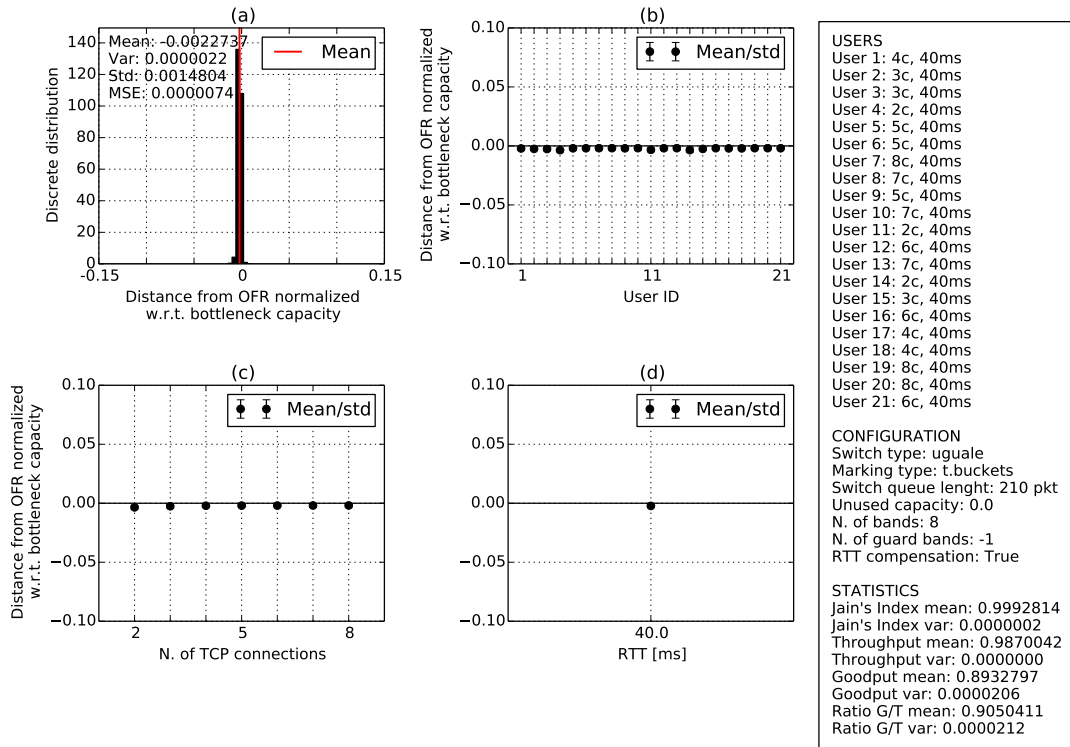 (a)
Mean: -0.0022737
Var: 0.0000022
Std: 0.0014804
MSE: 0.0000074
Mean
Discrete distribution
140
120
100
80
60
40
20
0
-0.15
0
0.15
Distance from OFR normalized
w.r.t. bottleneck capacity
(b)
Mean/std
Distance from OFR normalized
w.r.t. bottleneck capacity
0.10
0.05
0.00
−0.05
−0.10
1
11
21
User ID
(c)
Mean/std
Distance from OFR normalized
w.r.t. bottleneck capacity
0.10
0.05
0.00
−0.05
−0.10
2
5
8
N. of TCP connections
(d)
Mean/std
0.10
0.05
0.00
−0.05
−0.10
40.0
RTT [ms]
USERS
User 1: 4c, 40ms
User 2: 3c, 40ms
User 3: 3c, 40ms
User 4: 2c, 40ms
User 5: 5c, 40ms
User 6: 5c, 40ms
User 7: 8c, 40ms
User 8: 7c, 40ms
User 9: 5c, 40ms
User 10: 7c, 40ms
User 11: 2c, 40ms
User 12: 6c, 40ms
User 13: 7c, 40ms
User 14: 2c, 40ms
User 15: 3c, 40ms
User 16: 6c, 40ms
User 17: 4c, 40ms
User 18: 4c, 40ms
User 19: 8c, 40ms
User 20: 8c, 40ms
User 21: 6c, 40ms
CONFIGURATION
Switch type: uguale
Marking type: t.buckets
Switch queue lenght: 210 pkt
Unused capacity: 0.0
N. of bands: 8
N. of guard bands: -1
RTT compensation: True
STATISTICS
Jain's Index mean: 0.9992814
Jain's Index var: 0.0000002
Throughput mean: 0.9870042
Throughput var: 0.0000000
Goodput mean: 0.8932797
Goodput var: 0.0000206
Ratio G/T mean: 0.9050411
Ratio G/T var: 0.0000212